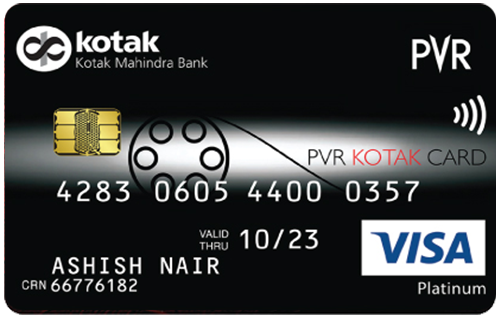 kotak
Kotak Mahindra Bank
PVR
PVR KOTAK CARD
4283 0605 4400 0357
VALID THRU 10/23
VISA
ASHISH NAIR
CRN 66776182
Platinum